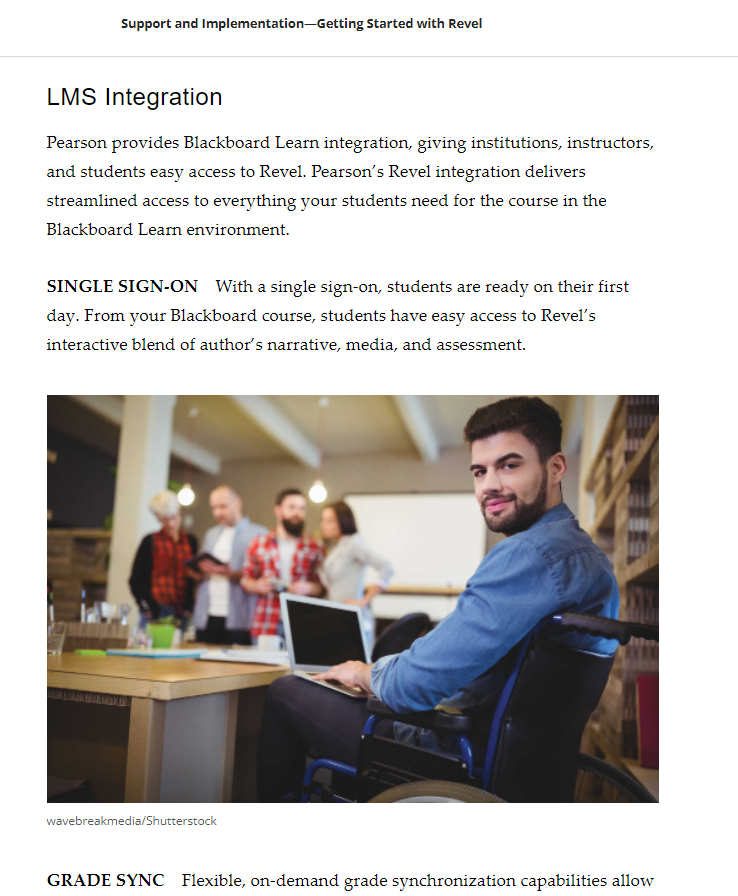 Support and Implementation—Getting Started with Revel
LMS Integration
Pearson provides Blackboard Learn integration, giving institutions, instructors,
and students easy access to Revel. Pearson’s Revel integration delivers
streamlined access to everything your students need for the course in the
Blackboard Learn environment.
SINGLE SIGN-ON With a single sign-on, students are ready on their first
day. From your Blackboard course, students have easy access to Revel’s
interactive blend of author’s narrative, media, and assessment.
wavebreakmedia/Shutterstock
GRADE SYNC Flexible, on-demand grade synchronization capabilities allow